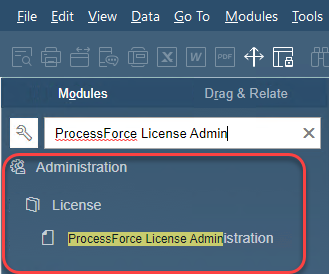 File Edit View Data Go To Modules Tools
Modules Drag & Relate
ProcessForce License Admin
Administration
License
ProcessForce License Administration